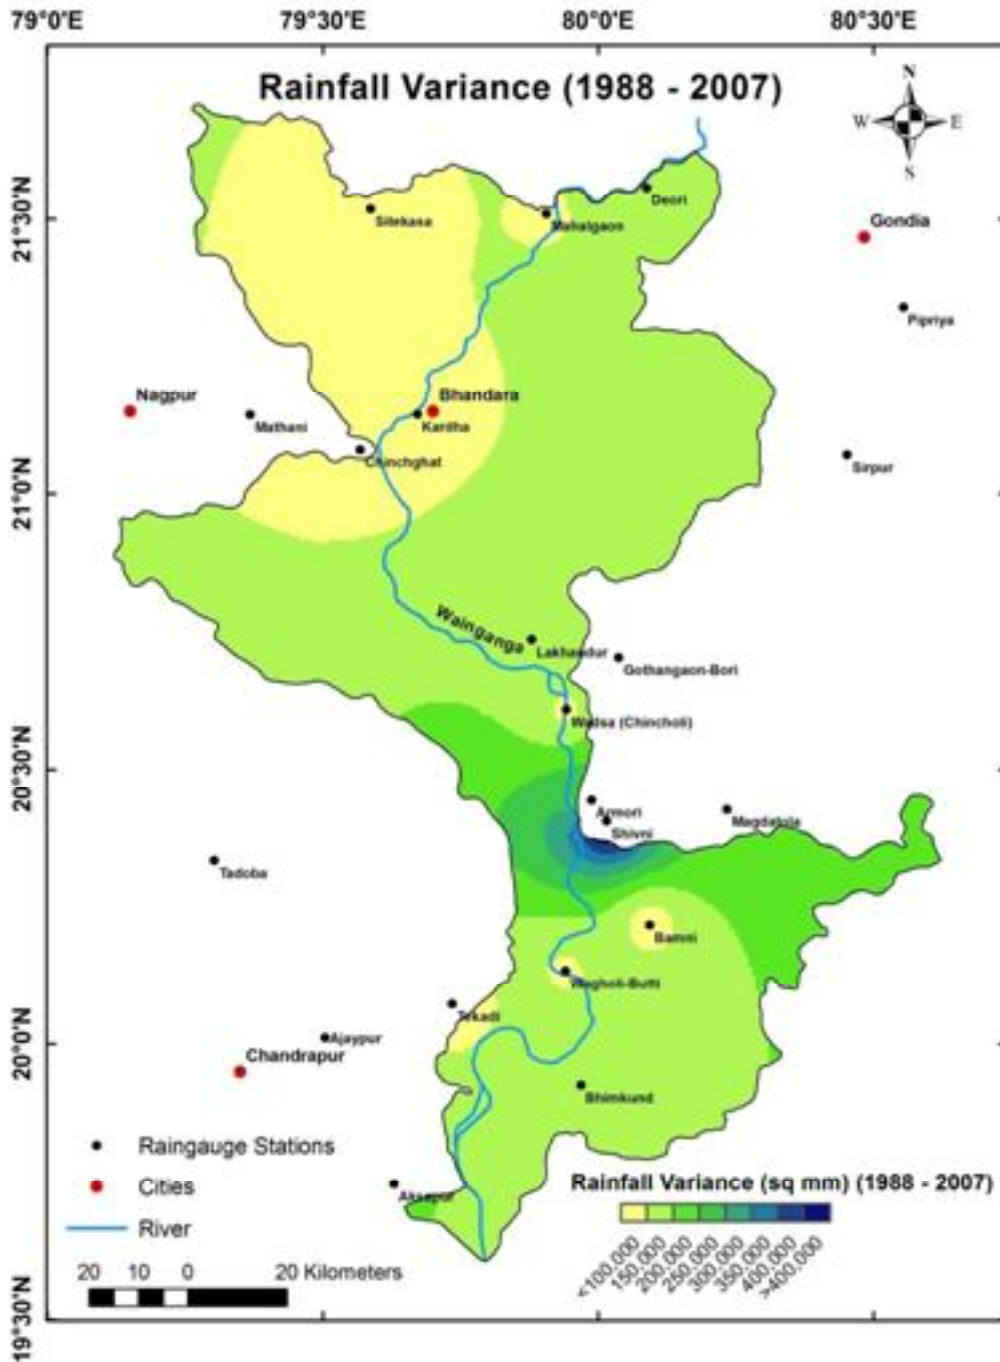 79°0'E 79°30'E 80°0'E 80°30'E
Rainfall Variance (1988 - 2007)
N
W E
S
21°30'N
Sitekasa
Mahalgaon
Deori
Gondia
Pipriya
Nagpur
Mathani
Bhandara
Kardha
Chinchghat
Sirpur
21°0'N
Wainganga
Lakhandur
Gothangaon-Bori
Wadsa (Chincholi)
20°30'N
Armori
Shivni
Magdatola
Tadoba
Bamni
Wagholi-Butti
Tekadi
20°0'N
Ajaypur
Chandrapur
Bhimkund
Aksapur
Raingauge Stations
Cities
River
20 10 0 20 Kilometers
Rainfall Variance (sq mm) (1988 - 2007)
<100,000
150,000
200,000
250,000
300,000
350,000
400,000
>400,000
19°30'N